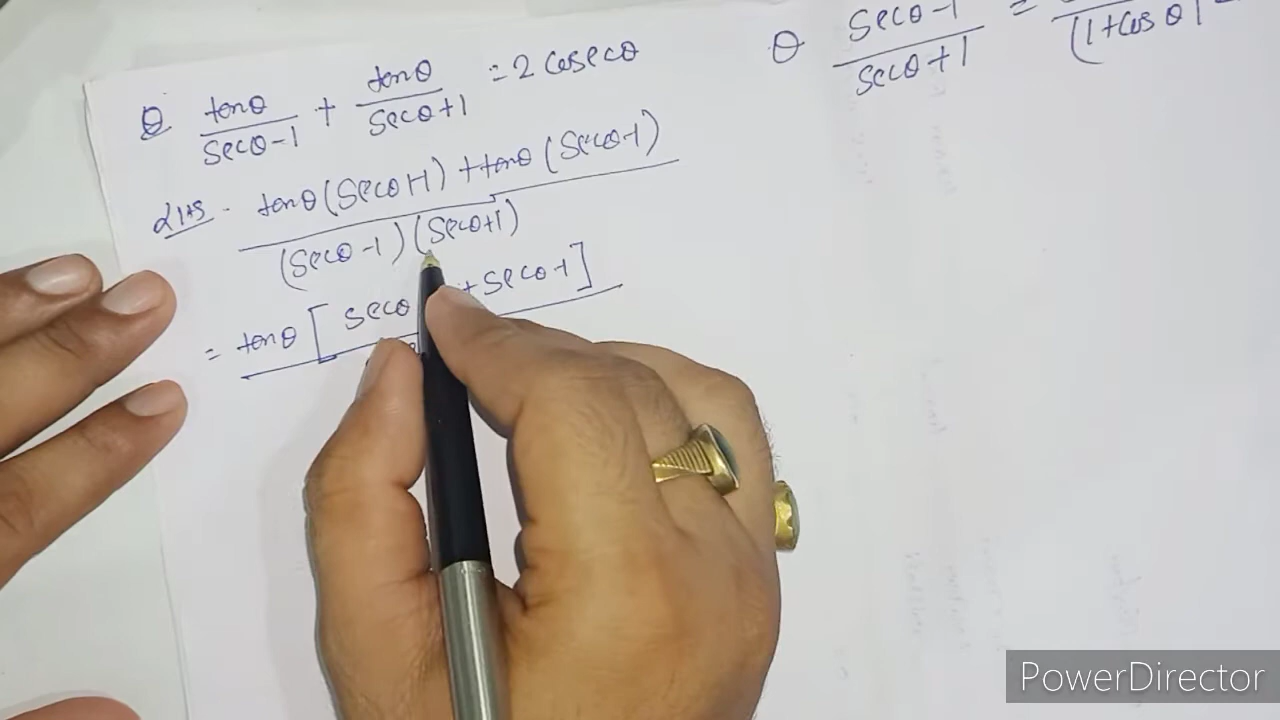 Q tanθ/(secθ-1) + tanθ/(secθ+1) = 2 cosecθ
LHS - tanθ(secθ+1) + tanθ(secθ-1)
(secθ-1)(secθ+1)
= tanθ[secθ + secθ-1]
Q (secθ-1)/(secθ+1) =
(1+cosθ)
PowerDirector